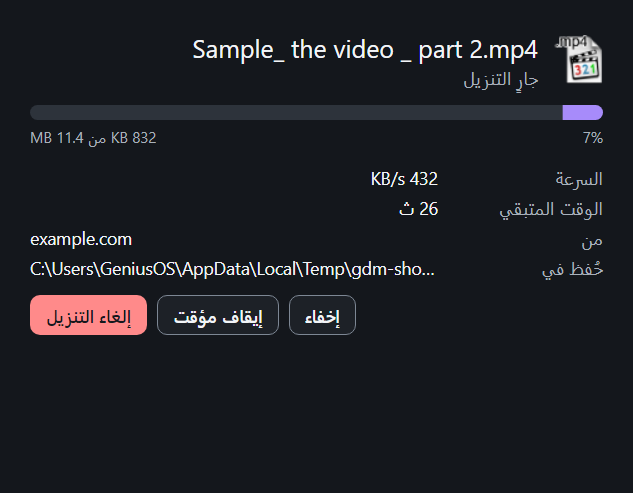 Sample_ the video _ part 2.mp4
.mp4
321
جارٍ التنزيل
7%
832 KB من 11.4 MB
السرعة
432 KB/s
الوقت المتبقي
26 ث
من
example.com
حُفظ في
C:\Users\GeniusOS\AppData\Local\Temp\gdm-sho...
إخفاء
إيقاف مؤقت
إلغاء التنزيل